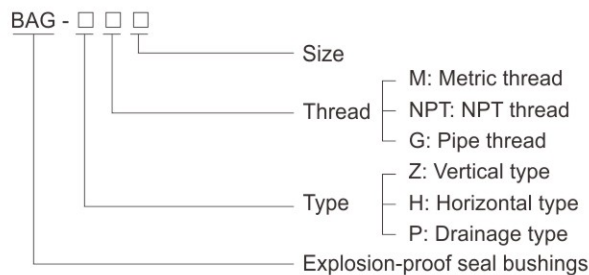 BAG - □ □ □
Size
M: Metric thread
Thread
NPT: NPT thread
G: Pipe thread
Z: Vertical type
Type
H: Horizontal type
P: Drainage type
Explosion-proof seal bushings